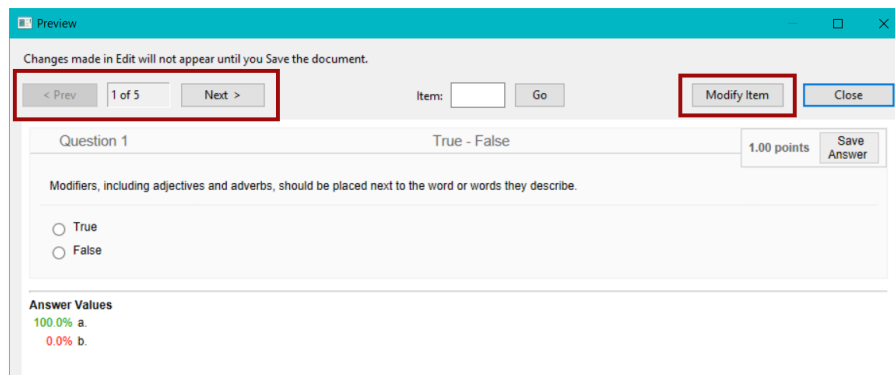 Preview
Changes made in Edit will not appear until you Save the document.
< Prev 1 of 5 Next > Item: Go Modify Item Close
Question 1 True - False 1.00 points Save Answer
Modifiers, including adjectives and adverbs, should be placed next to the word or words they describe.
True
False
Answer Values
100.0% a.
0.0% b.